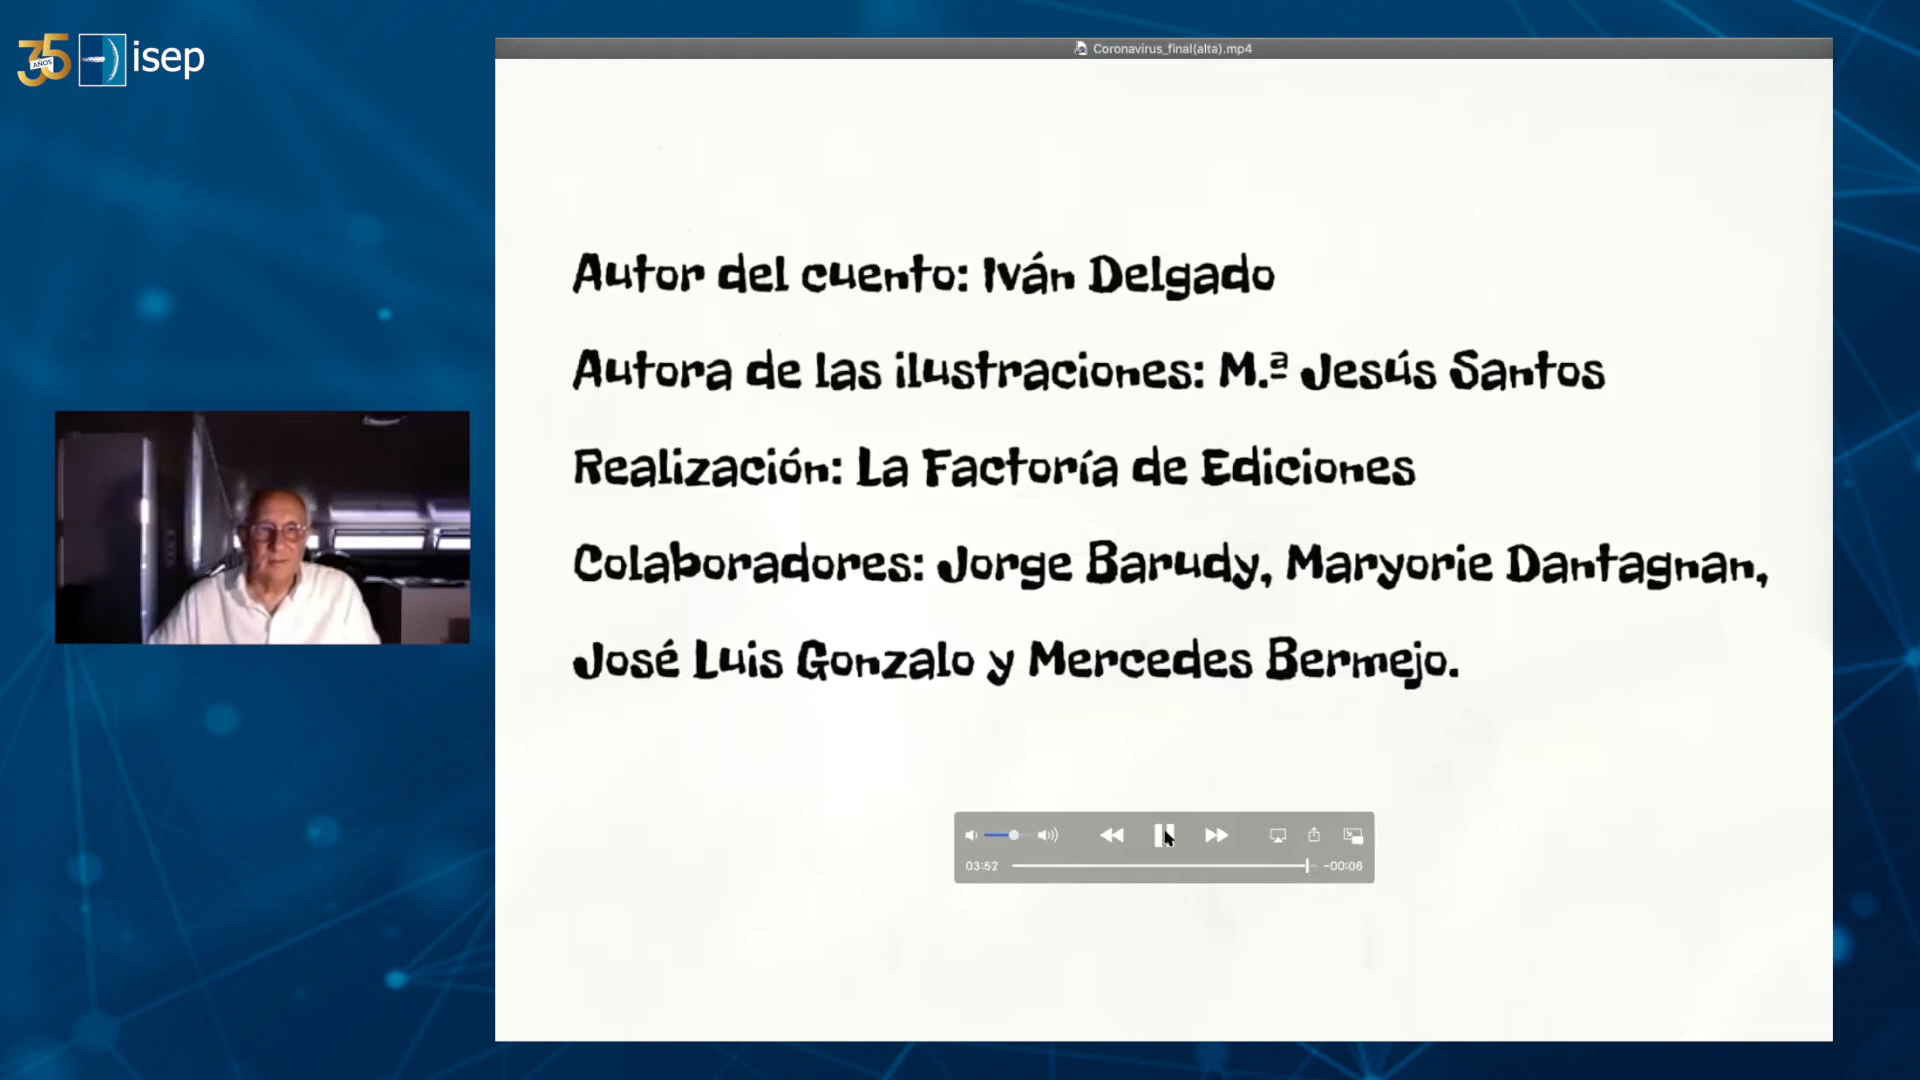 35
AÑOS
isep
Coronavirus_final(alta).mp4
Autor del cuento: Iván Delgado
Autora de las ilustraciones: M.ª Jesús Santos
Realización: La Factoría de Ediciones
Colaboradores: Jorge Barudy, Maryorie Dantagnan,
José Luis Gonzalo y Mercedes Bermejo.
03:52
-00:06